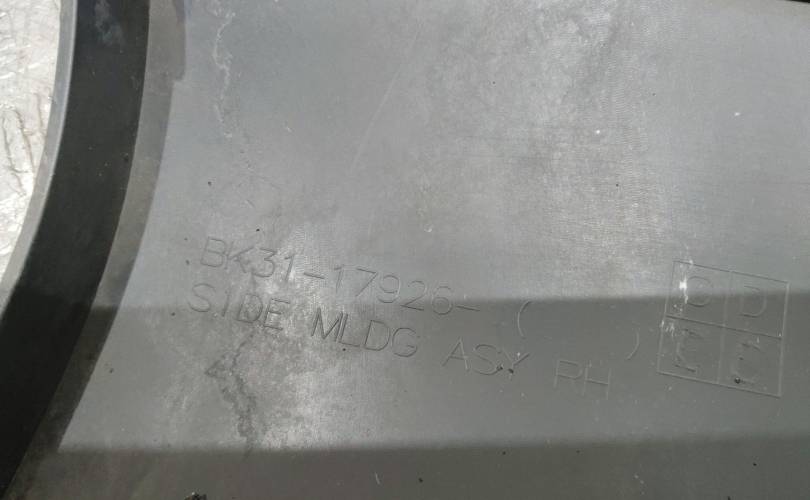 BK31-17926-( )
SIDE MLDG ASY RH
C D